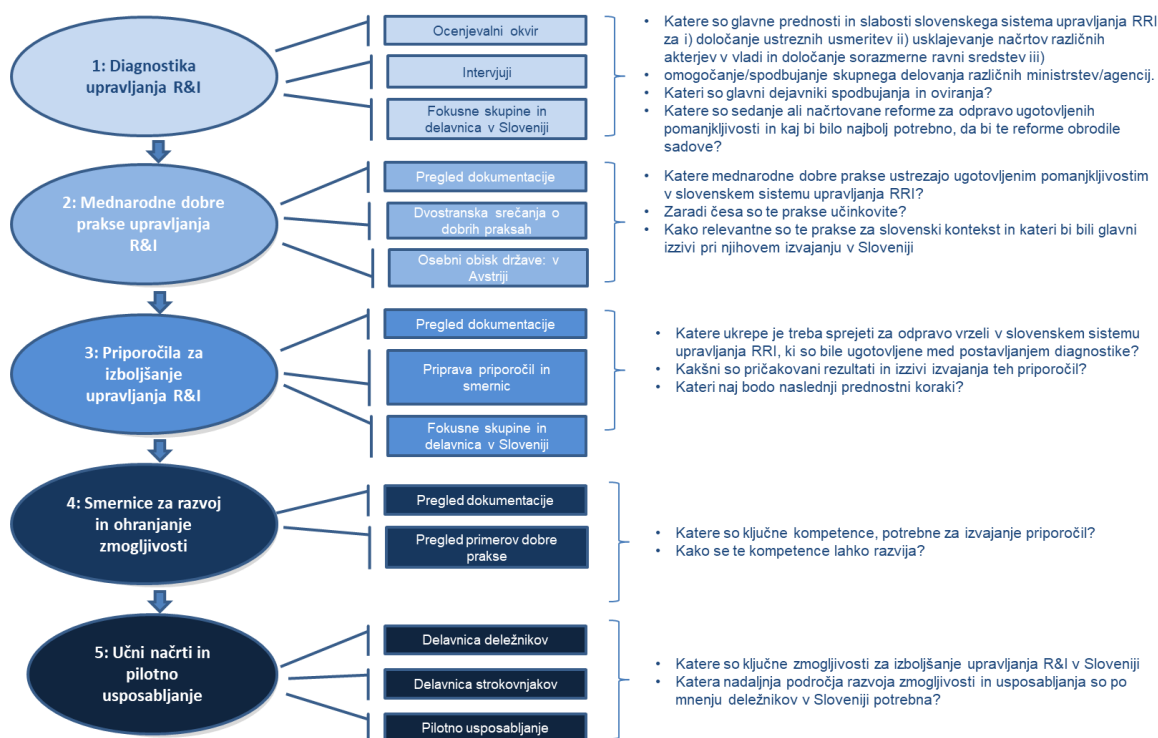 1: Diagnostika
upravljanja R&I
Ocenjevalni okvir
Intervjuji
Fokusne skupine in
delavnica v Sloveniji
• Katere so glavne prednosti in slabosti slovenskega sistema upravljanja RRI
za i) določanje ustreznih usmeritev ii) usklajevanje načrtov različnih
akterjev v vladi in določanje sorazmerne ravni sredstev iii)
• omogočanje/spodbujanje skupnega delovanja različnih ministrstev/agencij.
• Kateri so glavni dejavniki spodbujanja in oviranja?
• Katere so sedanje ali načrtovane reforme za odpravo ugotovljenih
pomanjkljivosti in kaj bi bilo najbolj potrebno, da bi te reforme obrodile
sadove?
2: Mednarodne dobre
prakse upravljanja
R&I
Pregled dokumentacije
Dvostranska srečanja o
dobrih praksah
Osebni obisk države: v
Avstriji
• Katere mednarodne dobre prakse ustrezajo ugotovljenim pomanjkljivostim
v slovenskem sistemu upravljanja RRI?
• Zaradi česa so te prakse učinkovite?
• Kako relevantne so te prakse za slovenski kontekst in kateri bi bili glavni
izzivi pri njihovem izvajanju v Sloveniji
3: Priporočila za
izboljšanje
upravljanja R&I
Pregled dokumentacije
Priprava priporočil in
smernic
Fokusne skupine in
delavnica v Sloveniji
• Katere ukrepe je treba sprejeti za odpravo vrzeli v slovenskem sistemu
upravljanja RRI, ki so bile ugotovljene med postavljanjem diagnostike?
• Kakšni so pričakovani rezultati in izzivi izvajanja teh priporočil?
• Kateri naj bodo naslednji prednostni koraki?
4: Smernice za razvoj
in ohranjanje
zmogljivosti
Pregled dokumentacije
Pregled primerov dobre
prakse
• Katere so ključne kompetence, potrebne za izvajanje priporočil?
• Kako se te kompetence lahko razvija?
5: Učni načrti in
pilotno
usposabljanje
Delavnica deležnikov
Delavnica strokovnjakov
Pilotno usposabljanje
• Katere so ključne zmogljivosti za izboljšanje upravljanja R&I v Sloveniji
• Katera nadaljnja področja razvoja zmogljivosti in usposabljanja so po
mnenju deležnikov v Sloveniji potrebna?